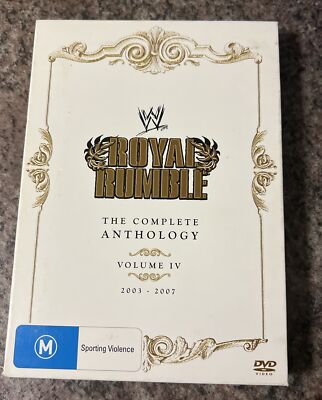 W
ROYAL
RUMBLE
THE COMPLETE
ANTHOLOGY
VOLUME IV
2003 - 2007
M
Sporting Violence
DVD
VIDEO